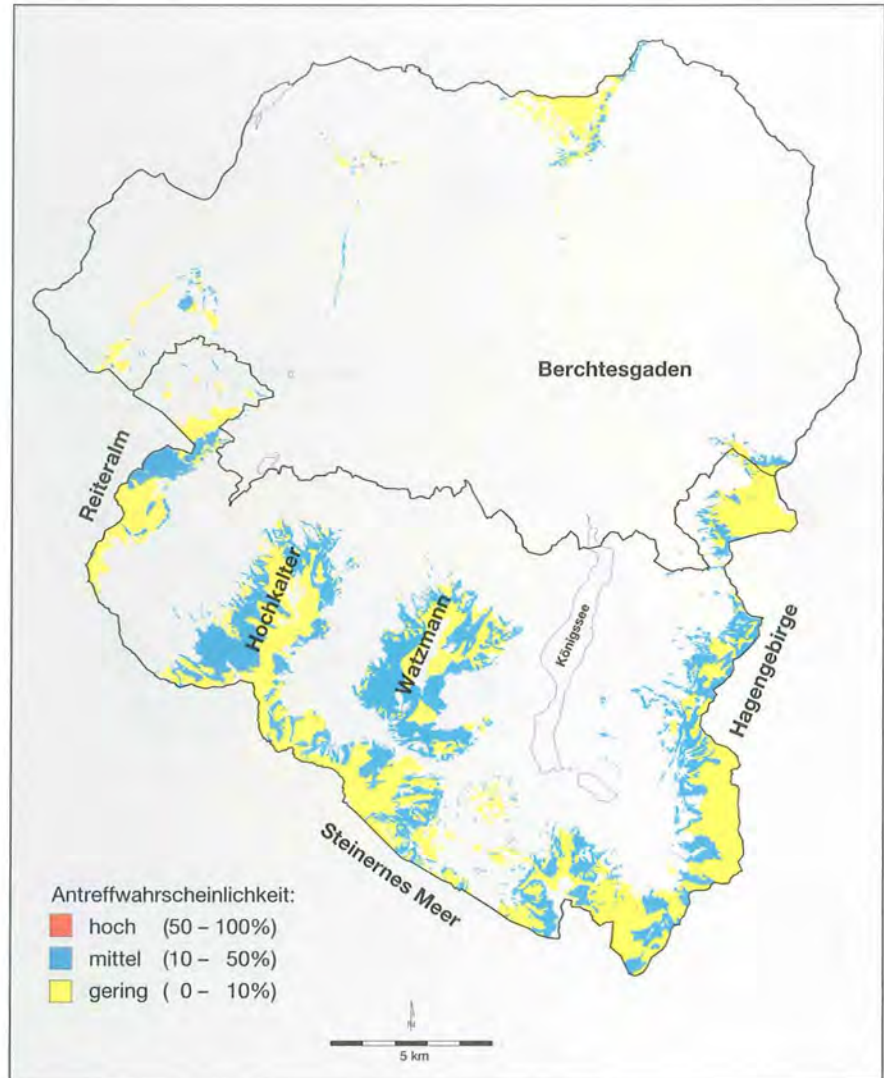 Berchtesgaden
Reiteralm
Hochkalter
Watzmann
Königssee
Hagengebirge
Steinernes Meer
Antreffwahrscheinlichkeit:
hoch (50 – 100%)
mittel (10 – 50%)
gering ( 0 – 10%)
N
5 km